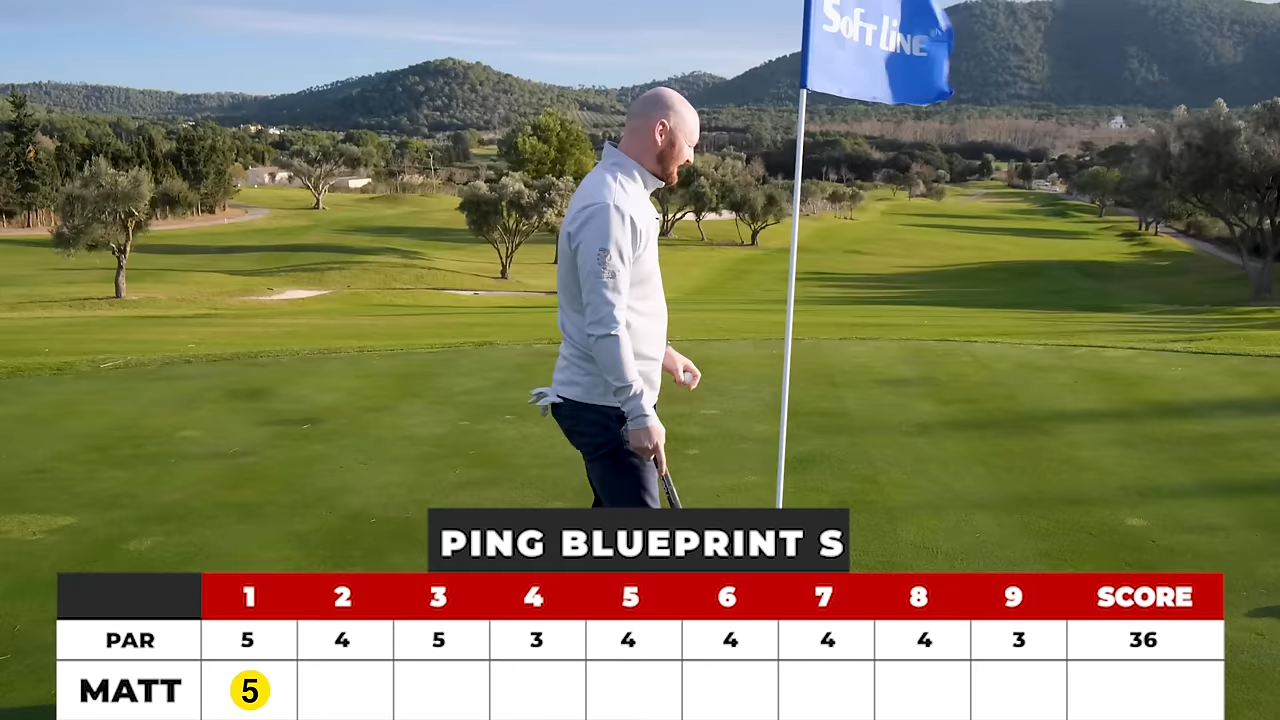 Soft Line
PING BLUEPRINT S
1 2 3 4 5 6 7 8 9 SCORE
PAR 5 4 5 3 4 4 4 4 3 36
MATT 5